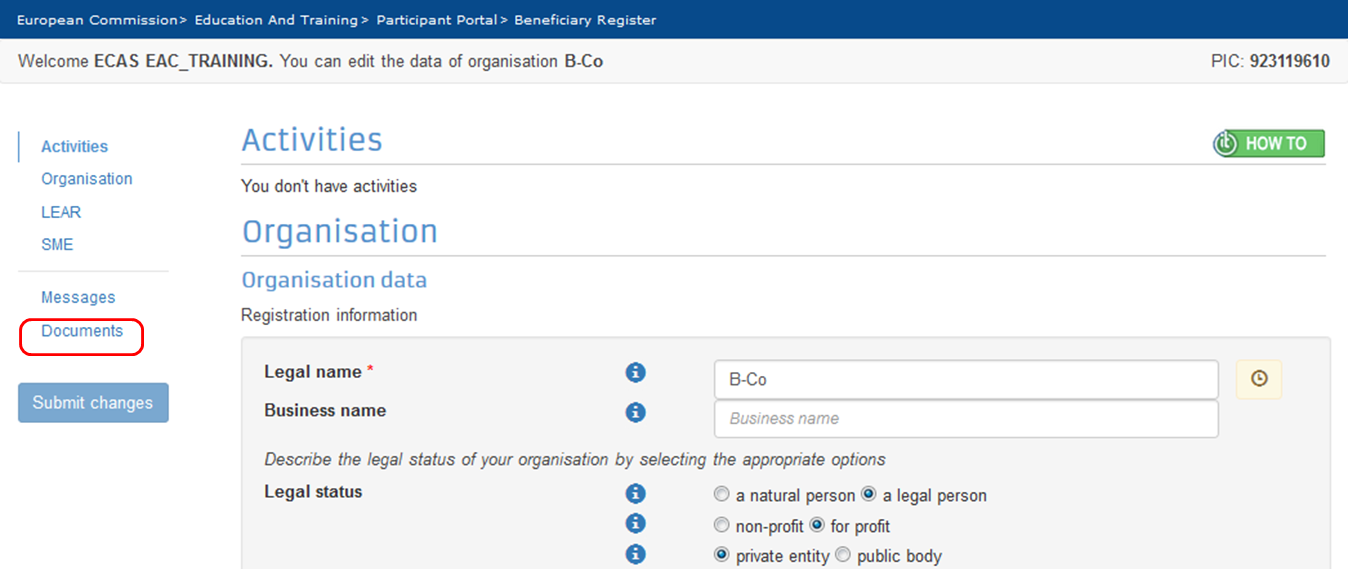 European Commission> Education And Training> Participant Portal> Beneficiary Register
Welcome ECAS EAC_TRAINING. You can edit the data of organisation B-Co
PIC: 923119610
Activities
Organisation
LEAR
SME
Messages
Documents
Submit changes
Activities
it HOW TO
You don't have activities
Organisation
Organisation data
Registration information
Legal name *
B-Co
Business name
Business name
Describe the legal status of your organisation by selecting the appropriate options
Legal status
a natural person a legal person
non-profit for profit
private entity public body